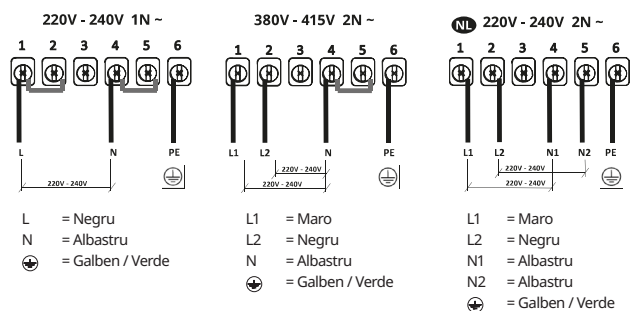 220V - 240V 1N ~
1 2 3 4 5 6
L N PE
220V - 240V
L = Negru
N = Albastru
= Galben / Verde
380V - 415V 2N ~
1 2 3 4 5 6
L1 L2 N PE
220V - 240V
220V - 240V
L1 = Maro
L2 = Negru
N = Albastru
= Galben / Verde
NL 220V - 240V 2N ~
1 2 3 4 5 6
L1 L2 N1 N2 PE
220V - 240V
220V - 240V
L1 = Maro
L2 = Negru
N1 = Albastru
N2 = Albastru
= Galben / Verde